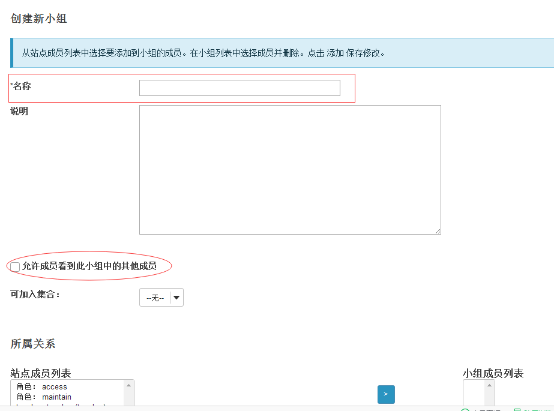 创建新小组
从站点成员列表中选择要添加到小组的成员。在小组列表中选择成员并删除。点击 添加 保存修改。
*名称
说明
允许成员看到此小组中的其他成员
可加入集合：
--无--
所属关系
站点成员列表
小组成员列表
角色： access
角色： maintain
>